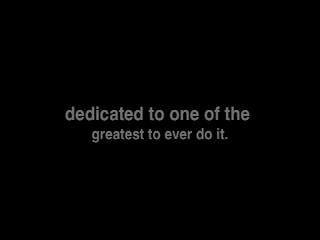 dedicated to one of the
greatest to ever do it.